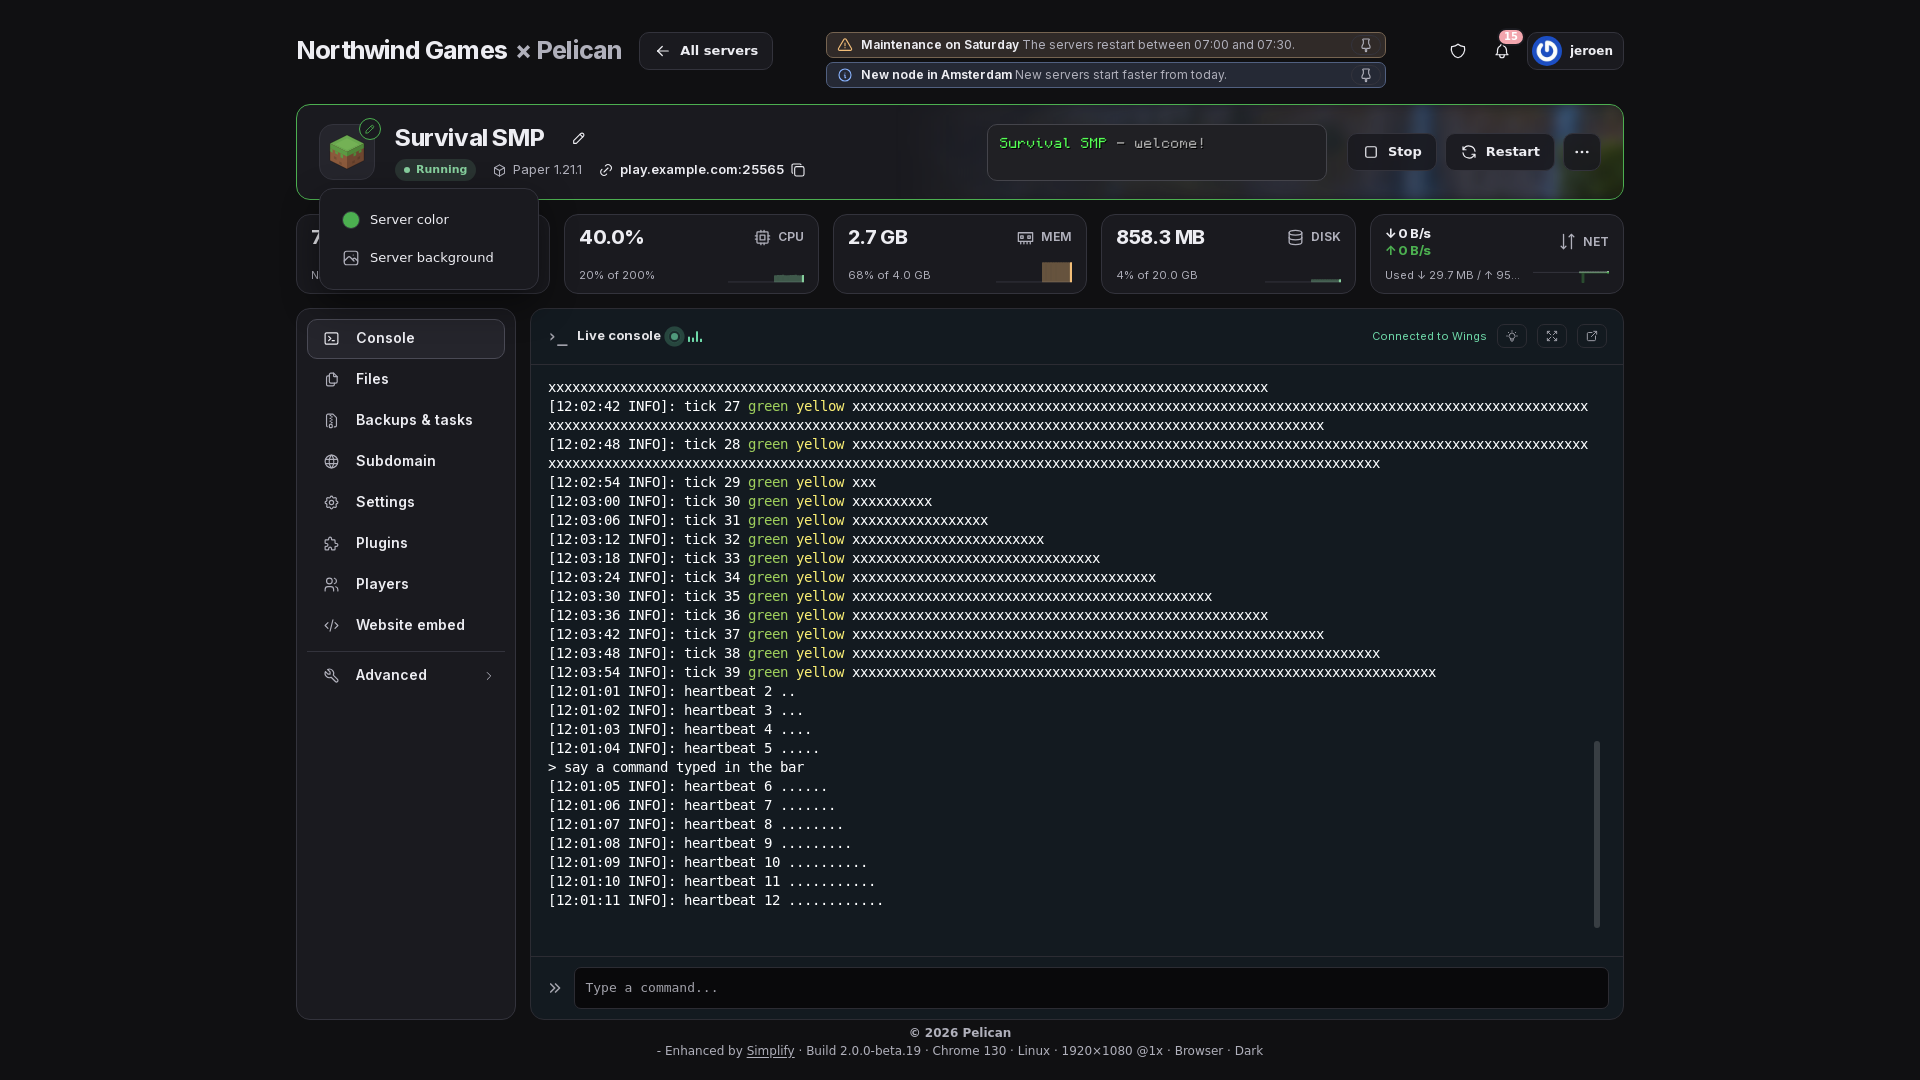 Northwind Games × Pelican
All servers
Maintenance on Saturday The servers restart between 07:00 and 07:30.
New node in Amsterdam New servers start faster from today.
15
jeroen
Survival SMP
Running
Paper 1.21.1
play.example.com:25565
Survival SMP - welcome!
Stop
Restart
Server color
Server background
40.0%
CPU
20% of 200%
2.7 GB
MEM
68% of 4.0 GB
858.3 MB
DISK
4% of 20.0 GB
↓ 0 B/s
↑ 0 B/s
NET
Used ↓ 29.7 MB / ↑ 95...
Console
Files
Backups & tasks
Subdomain
Settings
Plugins
Players
Website embed
Advanced
Live console
Connected to Wings
[12:02:42 INFO]: tick 27 green yellow
[12:02:48 INFO]: tick 28 green yellow
[12:02:54 INFO]: tick 29 green yellow xxx
[12:03:00 INFO]: tick 30 green yellow xxxxxxxxxx
[12:03:06 INFO]: tick 31 green yellow xxxxxxxxxxxxxxxxx
[12:03:12 INFO]: tick 32 green yellow xxxxxxxxxxxxxxxxxxxxxxxx
[12:03:18 INFO]: tick 33 green yellow xxxxxxxxxxxxxxxxxxxxxxxxxxxxxxx
[12:03:24 INFO]: tick 34 green yellow xxxxxxxxxxxxxxxxxxxxxxxxxxxxxxxxxxxxxx
[12:03:30 INFO]: tick 35 green yellow xxxxxxxxxxxxxxxxxxxxxxxxxxxxxxxxxxxxxxxxxxxxx
[12:03:36 INFO]: tick 36 green yellow xxxxxxxxxxxxxxxxxxxxxxxxxxxxxxxxxxxxxxxxxxxxxxxxxxxx
[12:03:42 INFO]: tick 37 green yellow xxxxxxxxxxxxxxxxxxxxxxxxxxxxxxxxxxxxxxxxxxxxxxxxxxxxxxxxxxx
[12:03:48 INFO]: tick 38 green yellow xxxxxxxxxxxxxxxxxxxxxxxxxxxxxxxxxxxxxxxxxxxxxxxxxxxxxxxxxxxxxxxxxx
[12:03:54 INFO]: tick 39 green yellow xxxxxxxxxxxxxxxxxxxxxxxxxxxxxxxxxxxxxxxxxxxxxxxxxxxxxxxxxxxxxxxxxxxxxxxxx
[12:01:01 INFO]: heartbeat 2 ..
[12:01:02 INFO]: heartbeat 3 ...
[12:01:03 INFO]: heartbeat 4 ....
[12:01:04 INFO]: heartbeat 5 .....
> say a command typed in the bar
[12:01:05 INFO]: heartbeat 6 ......
[12:01:06 INFO]: heartbeat 7 .......
[12:01:07 INFO]: heartbeat 8 ........
[12:01:08 INFO]: heartbeat 9 .........
[12:01:09 INFO]: heartbeat 10 ..........
[12:01:10 INFO]: heartbeat 11 ...........
[12:01:11 INFO]: heartbeat 12 ............
Type a command...
© 2026 Pelican
- Enhanced by Simplify · Build 2.0.0-beta.19 · Chrome 130 · Linux · 1920×1080 @1x · Browser · Dark